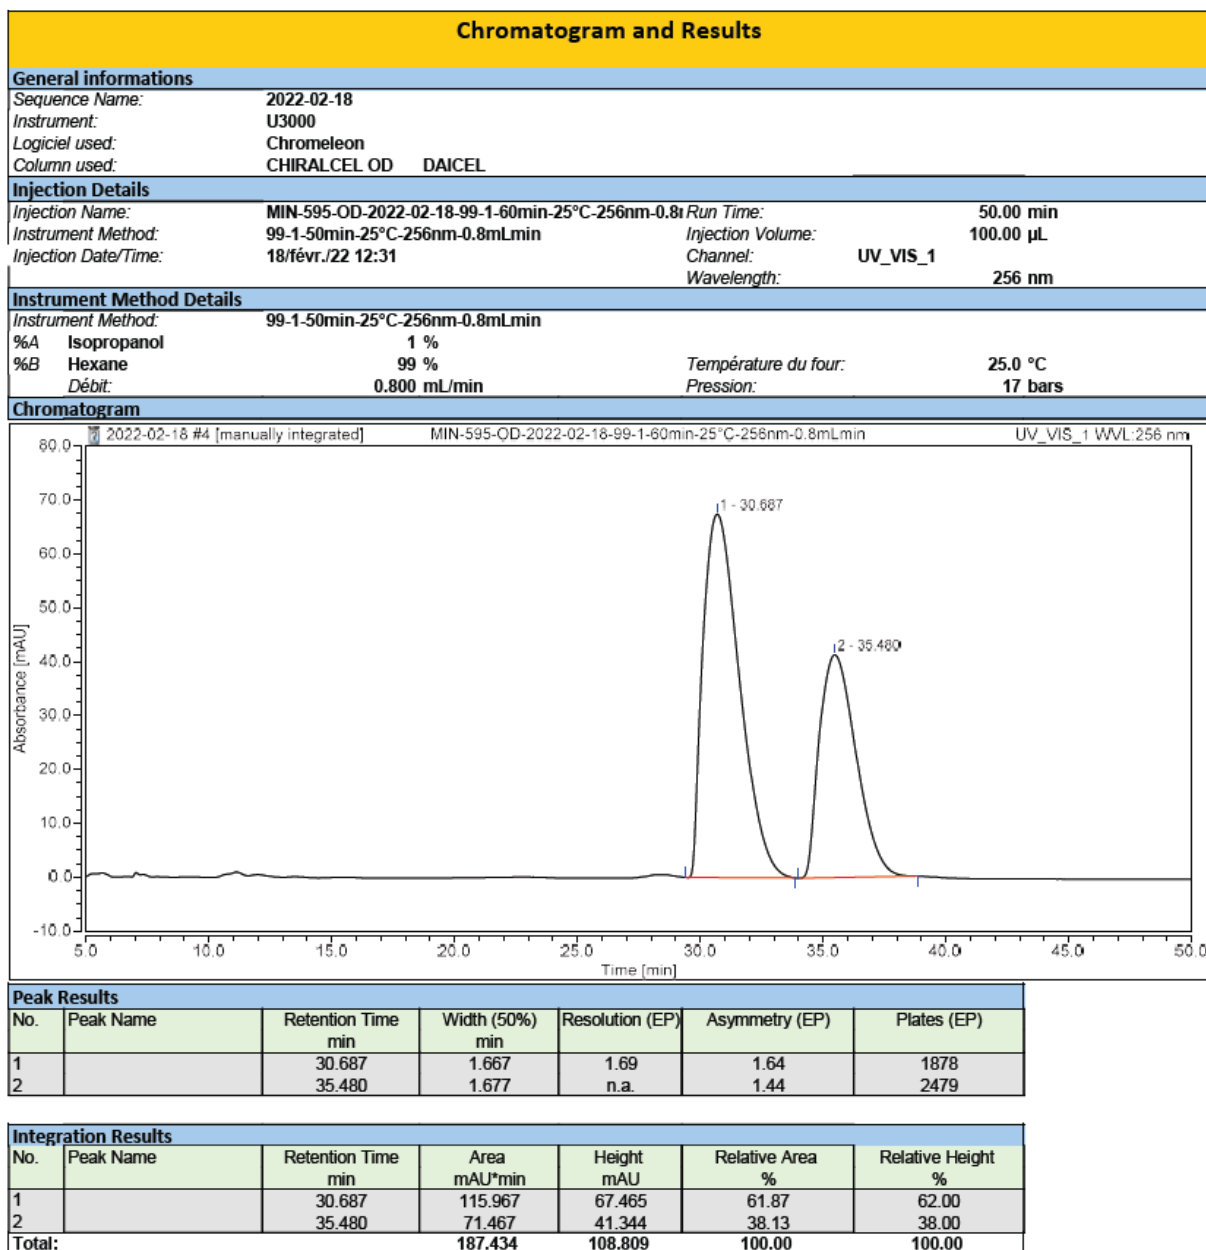 Chromatogram and Results
General informations
Sequence Name: 2022-02-18
Instrument: U3000
Logiciel used: Chromeleon
Column used: CHIRALCEL OD DAICEL
Injection Details
Injection Name: MIN-595-OD-2022-02-18-99-1-60min-25°C-256nm-0.8r Run Time: 50.00 min
Instrument Method: 99-1-50min-25°C-256nm-0.8mLmin Injection Volume: 100.00 µL
Injection Date/Time: 18/févr./22 12:31 Channel: UV_VIS_1
Wavelength: 256 nm
Instrument Method Details
Instrument Method: 99-1-50min-25°C-256nm-0.8mLmin
%A Isopropanol 1 %
%B Hexane 99 % Température du four: 25.0 °C
Débit: 0.800 mL/min Pression: 17 bars
Chromatogram
2022-02-18 #4 [manually integrated] MIN-595-OD-2022-02-18-99-1-60min-25°C-256nm-0.8mLmin UV_VIS_1 WVL:256 nm
80.0
70.0
60.0
50.0
40.0
30.0
20.0
10.0
0.0
-10.0
Absorbance [mAU]
1 - 30.687
2 - 35.480
5.0 10.0 15.0 20.0 25.0 30.0 35.0 40.0 45.0 50.0
Time [min]
Peak Results
No. Peak Name Retention Time Width (50%) Resolution (EP) Asymmetry (EP) Plates (EP)
min min
1 30.687 1.667 1.69 1.64 1878
2 35.480 1.677 n.a. 1.44 2479
Integration Results
No. Peak Name Retention Time Area Height Relative Area Relative Height
min mAU*min mAU % %
1 30.687 115.967 67.465 61.87 62.00
2 35.480 71.467 41.344 38.13 38.00
Total: 187.434 108.809 100.00 100.00